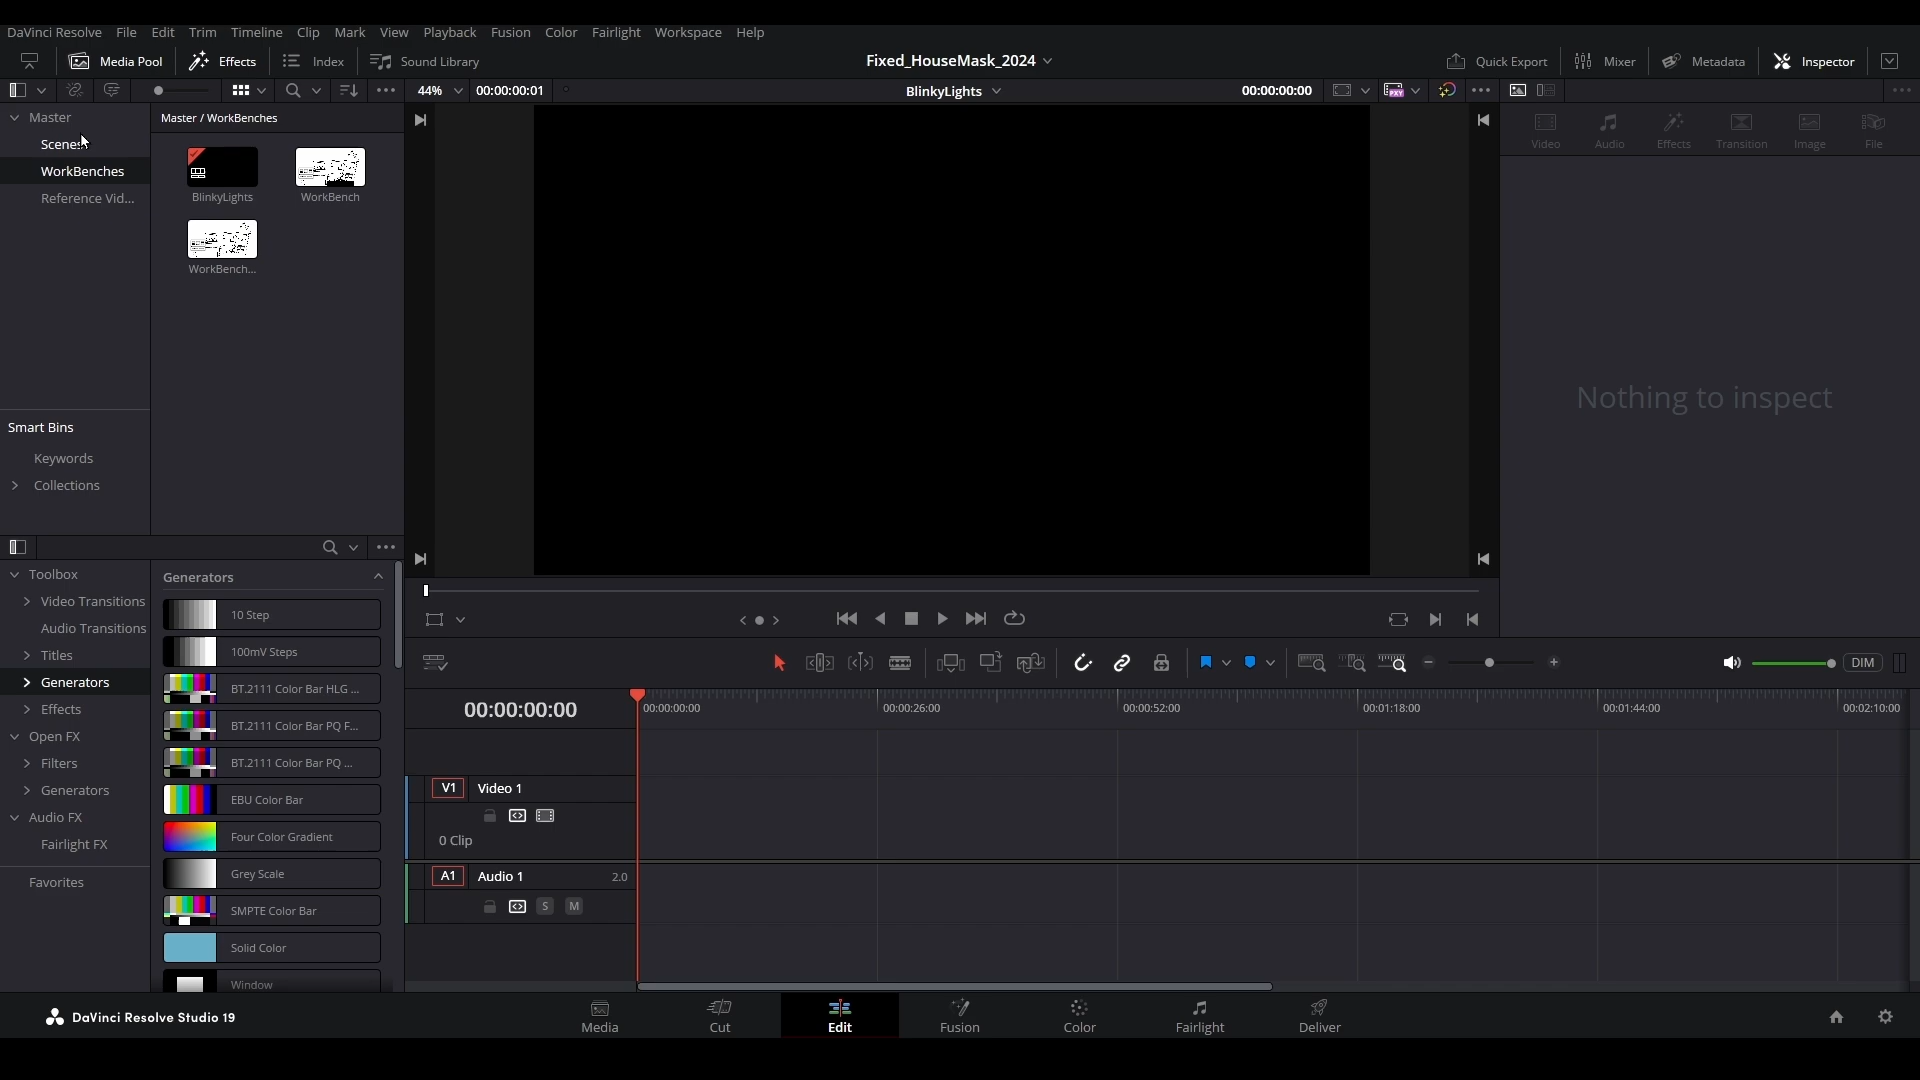 DaVinci Resolve File Edit Trim Timeline Clip Mark View Playback Fusion Color Fairlight Workspace Help
Media Pool Effects Index Sound Library Fixed_HouseMask_2024 Quick Export Mixer Metadata Inspector
44% 00:00:00:01 BlinkyLights 00:00:00:00
Master
Scenes
WorkBenches
Reference Vid...
Master / WorkBenches
BlinkyLights WorkBench
WorkBench...
Video Audio Effects Transition Image File
Nothing to inspect
Smart Bins
Keywords
Collections
Toolbox
Video Transitions
Audio Transitions
Titles
Generators
Effects
Open FX
Filters
Generators
Audio FX
Fairlight FX
Favorites
Generators
10 Step
100mV Steps
BT.2111 Color Bar HLG ...
BT.2111 Color Bar PQ F...
BT.2111 Color Bar PQ ...
EBU Color Bar
Four Color Gradient
Grey Scale
SMPTE Color Bar
Solid Color
Window
DIM
00:00:00:00
00:00:00:00 00:00:26:00 00:00:52:00 00:01:18:00 00:01:44:00 00:02:10:00
V1 Video 1
0 Clip
A1 Audio 1 2.0
S M
DaVinci Resolve Studio 19
Media Cut Edit Fusion Color Fairlight Deliver